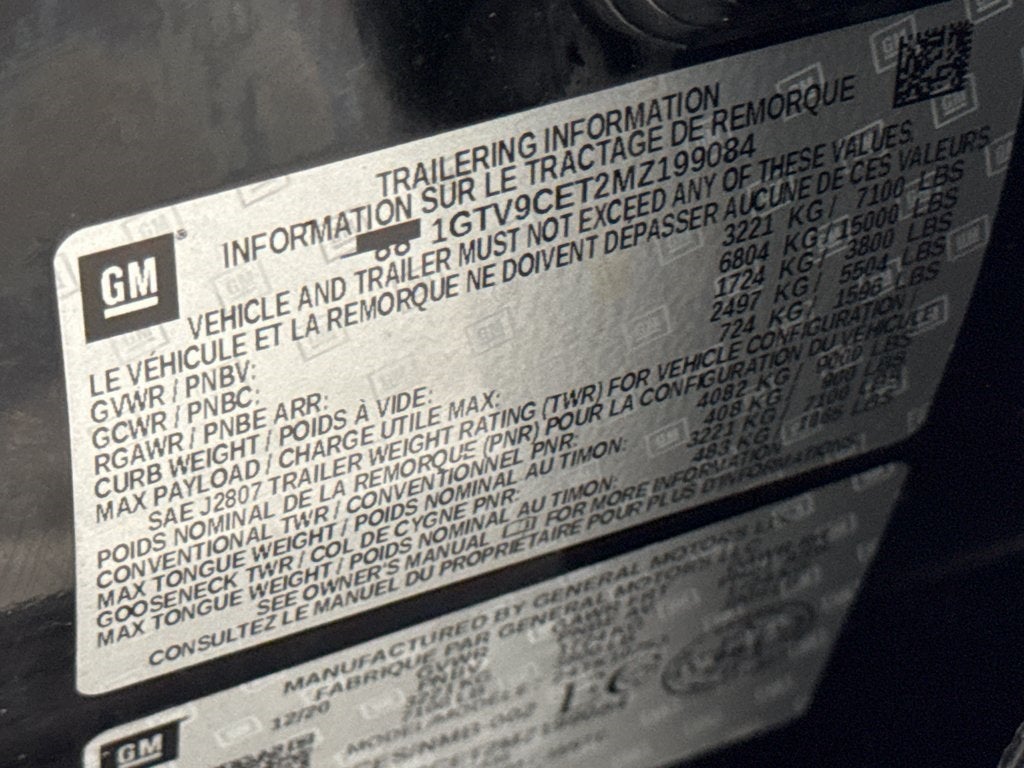 TRAILERING INFORMATION
INFORMATION SUR LE TRACTAGE DE REMORQUE
1GTV9CET2MZ199084
GM
VEHICLE AND TRAILER MUST NOT EXCEED ANY OF THESE VALUES.
LE VÉHICULE ET LA REMORQUE NE DOIVENT DEPASSER AUCUNE DE CES VALEURS.
GVWR / PNBV: 3221 KG / 7100 LBS
GCWR / PNBC: 6804 KG / 15000 LBS
RGAWR / PNBE ARR: 1724 KG / 3800 LBS
CURB WEIGHT / POIDS À VIDE: 2497 KG / 5504 LBS
MAX PAYLOAD / CHARGE UTILE MAX: 724 KG / 1596 LBS
SAE J2807 TRAILER WEIGHT RATING (TWR) FOR VEHICLE CONFIGURATION /
POIDS NOMINAL DE LA REMORQUE (PNR) POUR LA CONFIGURATION DU VÉHICULE
CONVENTIONAL TWR / CONVENTIONNEL PNR: 4082 KG / 9000 LBS
MAX TONGUE WEIGHT / POIDS NOMINAL AU TIMON: 408 KG / 900 LBS
GOOSENECK TWR / COL DE CYGNE PNR: 3221 KG / 7100 LBS
MAX TONGUE WEIGHT / POIDS NOMINAL AU TIMON: 483 KG / 1065 LBS
SEE OWNER'S MANUAL FOR MORE INFORMATION.
CONSULTEZ LE MANUEL DU PROPRIÉTAIRE POUR PLUS D'INFORMATIONS.
MANUFACTURED BY GENERAL MOTORS LLC
FABRIQUE PAR GENERAL MOTORS LLC
GM
12/20
GVWR
PNBV